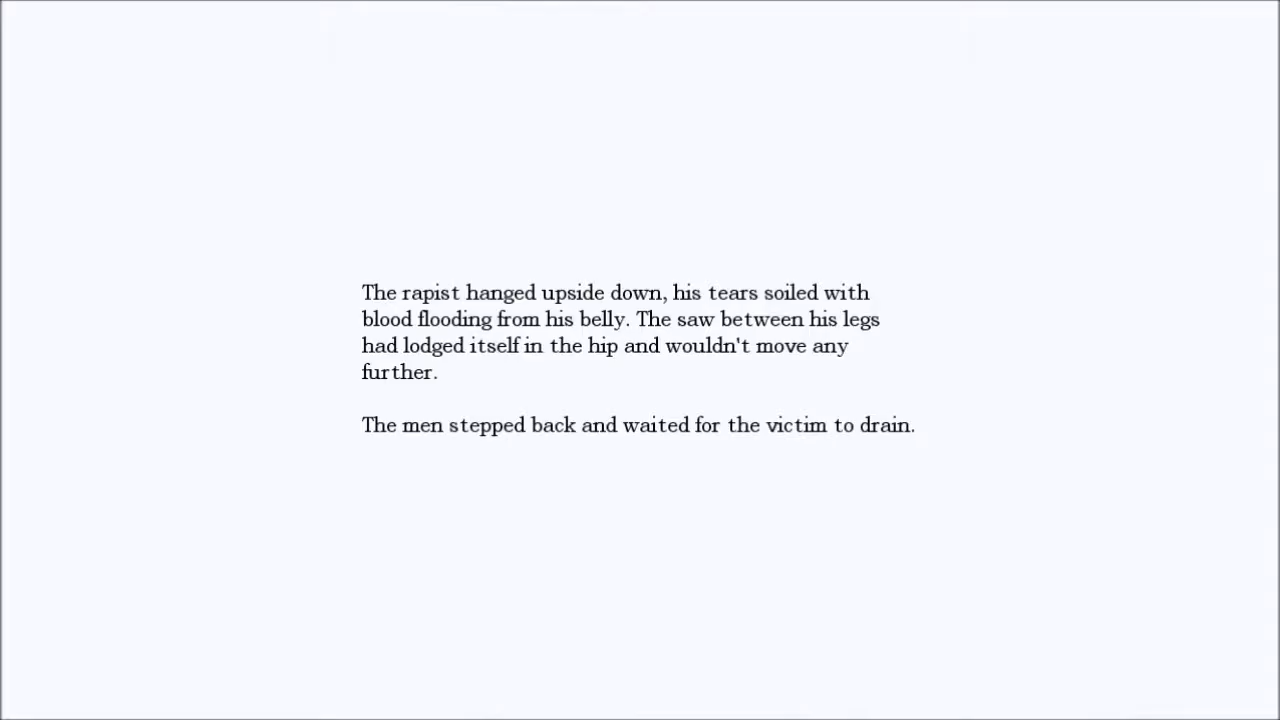 The rapist hanged upside down, his tears soiled with
blood flooding from his belly. The saw between his legs
had lodged itself in the hip and wouldn't move any
further.
The men stepped back and waited for the victim to drain.